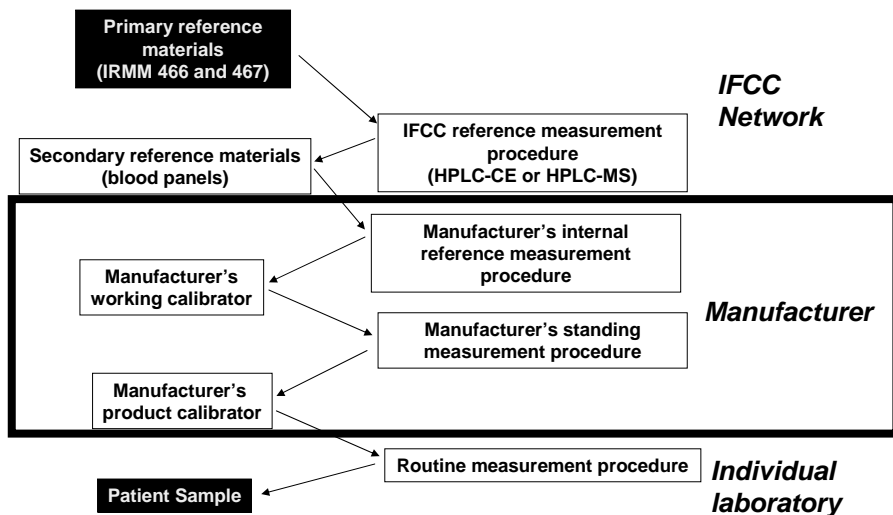 Primary reference
materials
(IRMM 466 and 467)
IFCC
Network
IFCC reference measurement
procedure
(HPLC-CE or HPLC-MS)
Secondary reference materials
(blood panels)
Manufacturer's internal
reference measurement
procedure
Manufacturer's
working calibrator
Manufacturer
Manufacturer's standing
measurement procedure
Manufacturer's
product calibrator
Routine measurement procedure
Individual
laboratory
Patient Sample